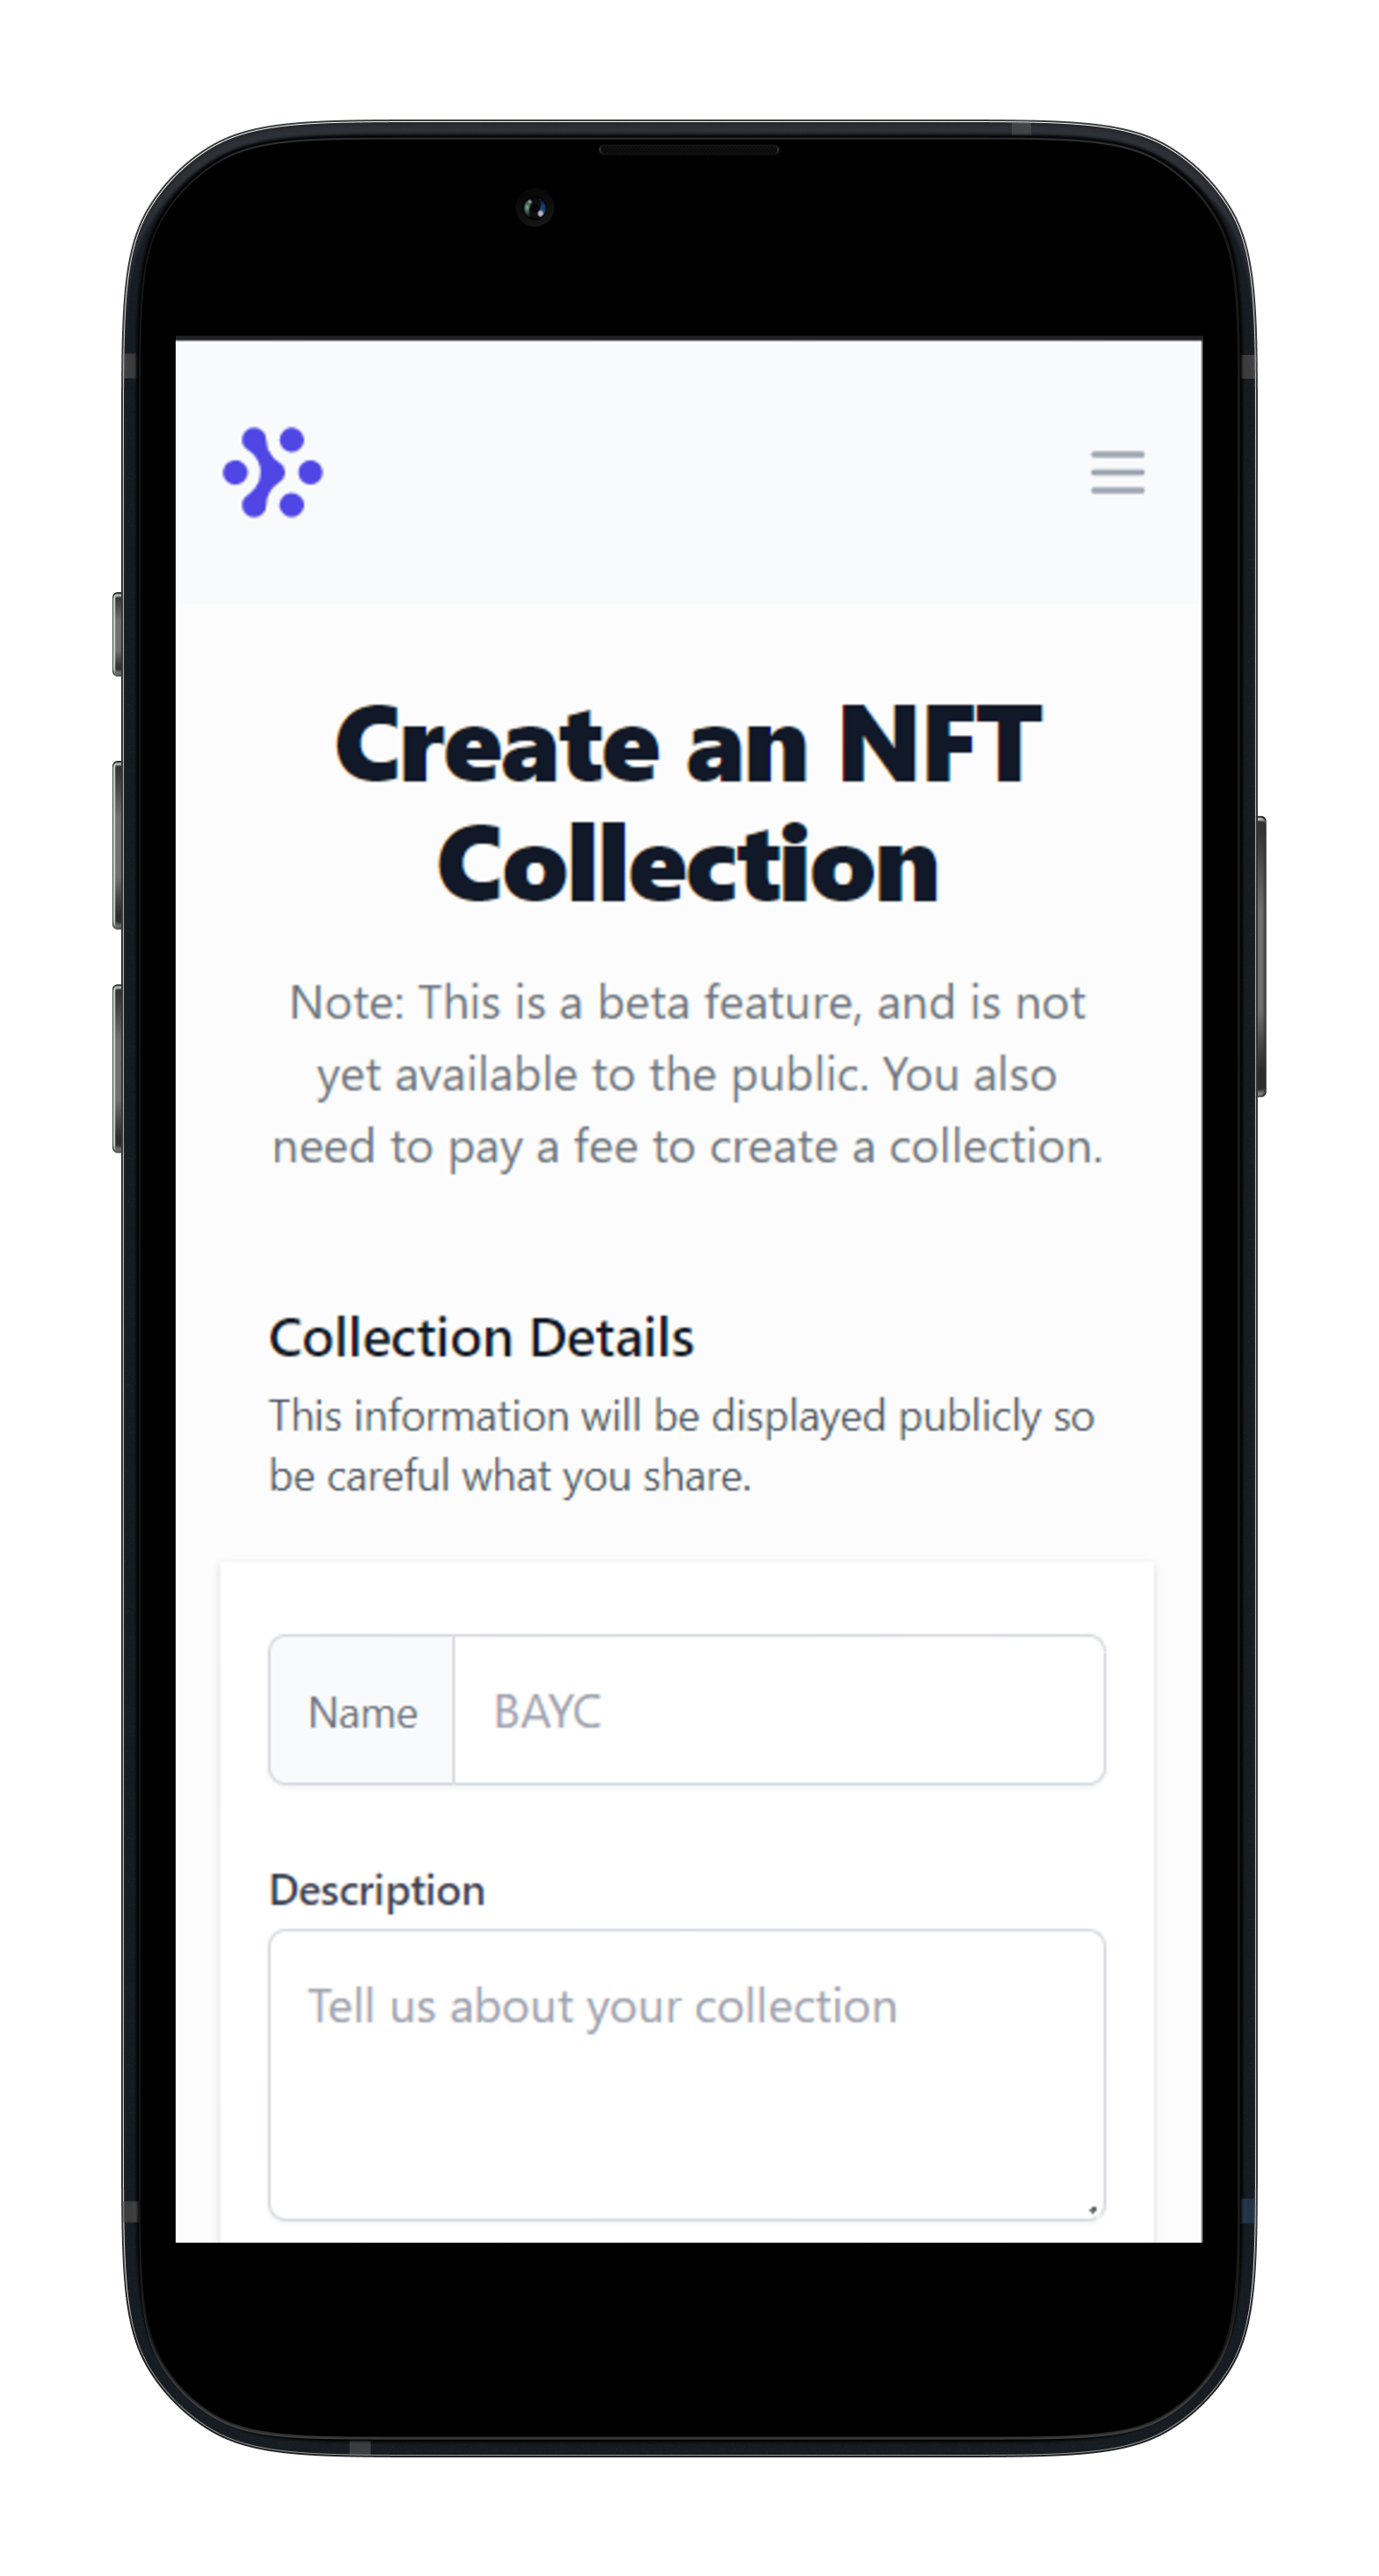 Create an NFT
Collection
Note: This is a beta feature, and is not
yet available to the public. You also
need to pay a fee to create a collection.
Collection Details
This information will be displayed publicly so
be careful what you share.
Name BAYC
Description
Tell us about your collection